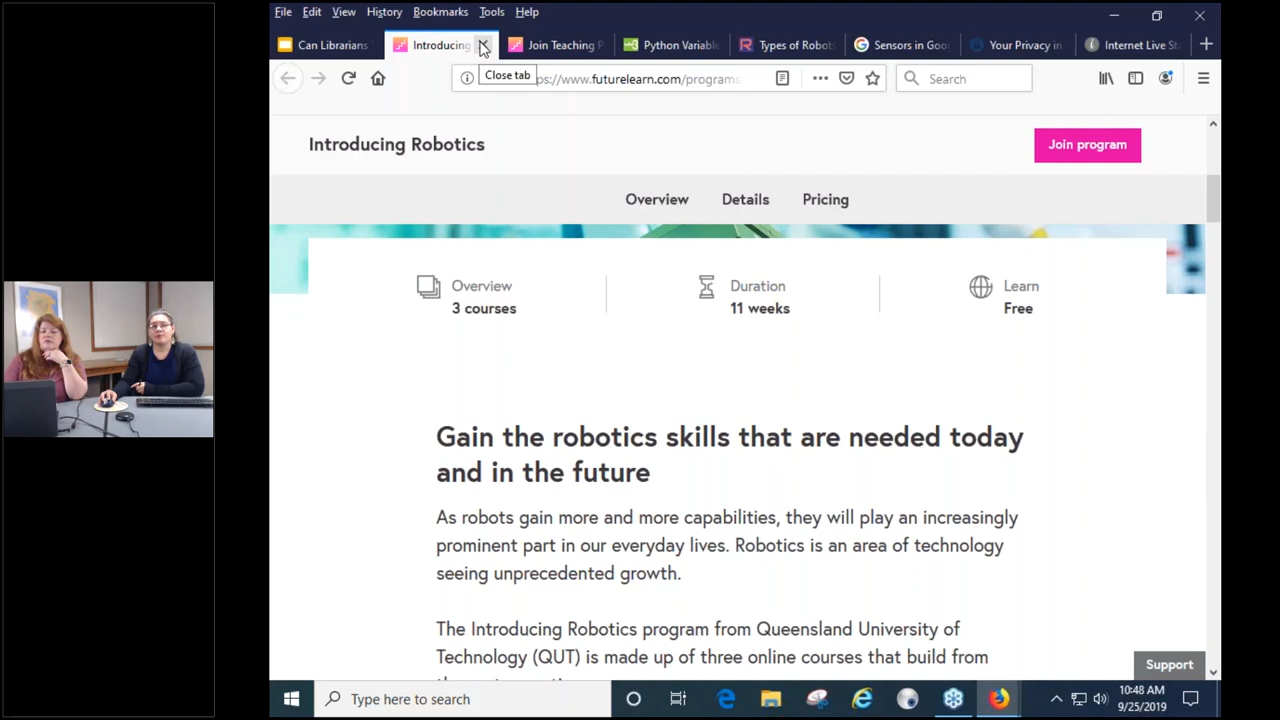 File Edit View History Bookmarks Tools Help
Can Librarians Introducing Join Teaching P Python Variable Types of Robot Sensors in Goo Your Privacy in Internet Live St
Close tab
ps://www.futurelearn.com/programs
Search
Introducing Robotics
Join program
Overview Details Pricing
Overview
3 courses
Duration
11 weeks
Learn
Free
Gain the robotics skills that are needed today
and in the future
As robots gain more and more capabilities, they will play an increasingly
prominent part in our everyday lives. Robotics is an area of technology
seeing unprecedented growth.
The Introducing Robotics program from Queensland University of
Technology (QUT) is made up of three online courses that build from
Support
Type here to search
10:48 AM
9/25/2019